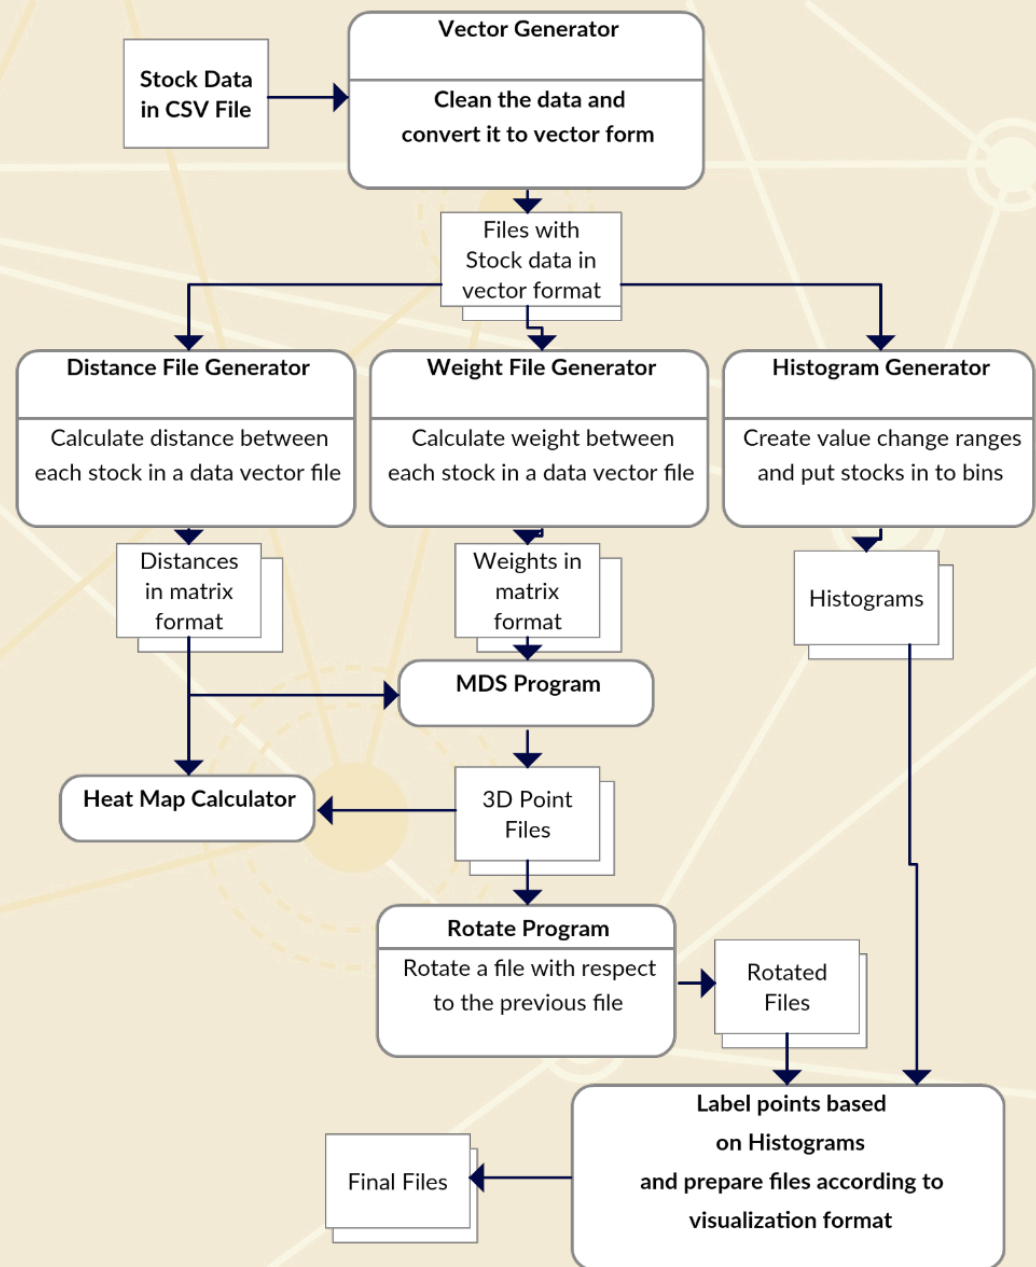 Vector Generator
Stock Data
in CSV File
Clean the data and
convert it to vector form
Files with
Stock data in
vector format
Distance File Generator
Calculate distance between
each stock in a data vector file
Weight File Generator
Calculate weight between
each stock in a data vector file
Histogram Generator
Create value change ranges
and put stocks in to bins
Distances
in matrix
format
Weights in
matrix
format
Histograms
MDS Program
Heat Map Calculator
3D Point
Files
Rotate Program
Rotate a file with respect
to the previous file
Rotated
Files
Label points based
on Histograms
and prepare files according to
visualization format
Final Files